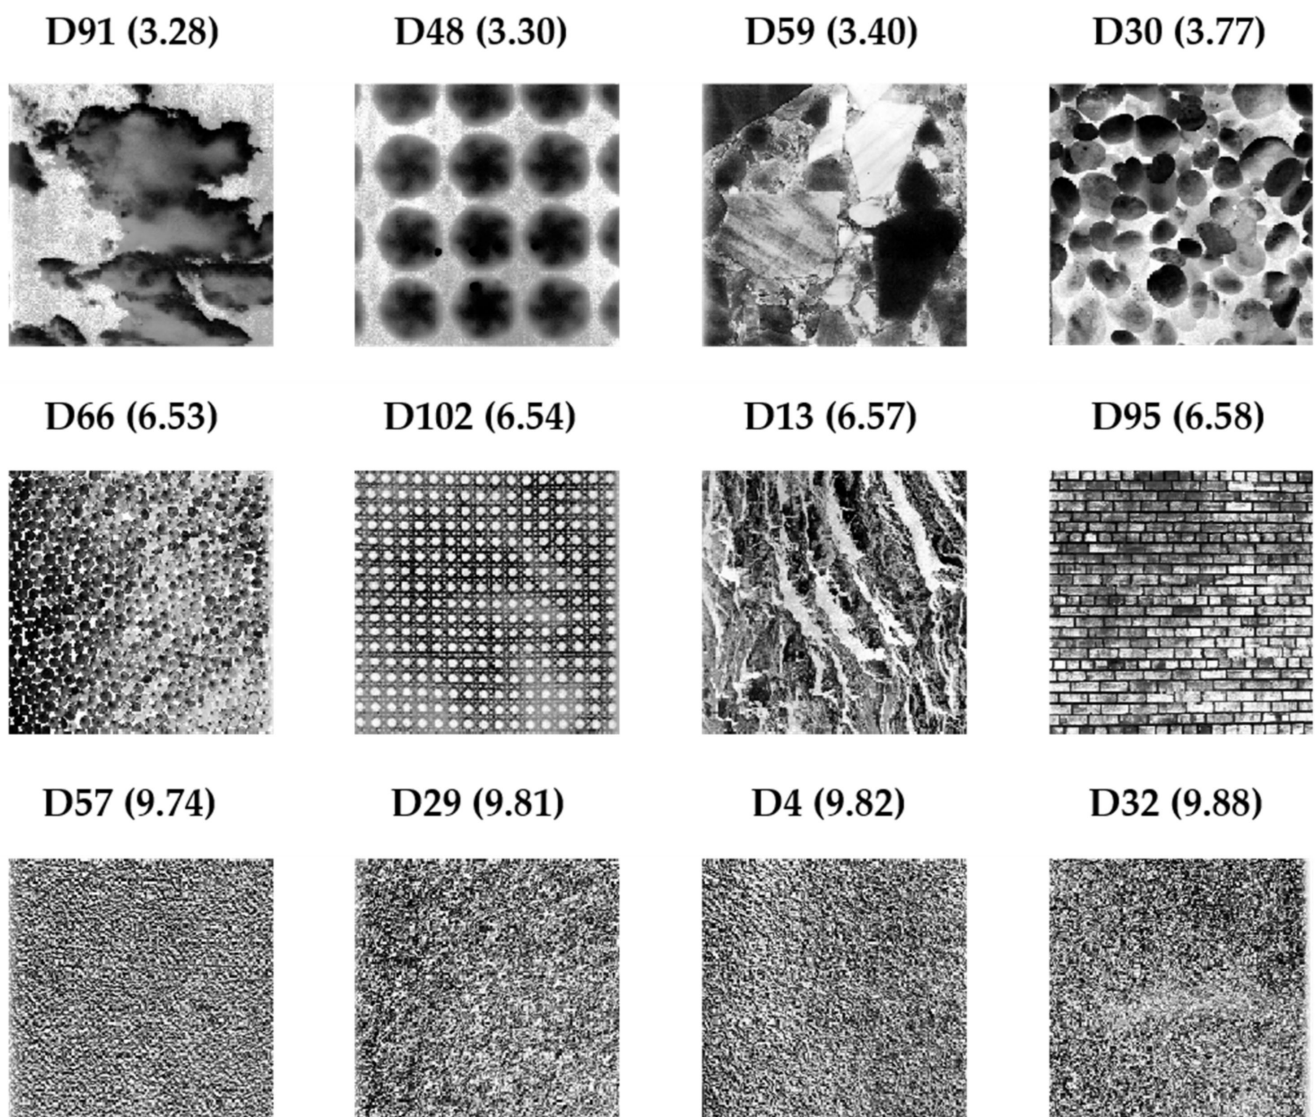 D91 (3.28) D48 (3.30) D59 (3.40) D30 (3.77)
D66 (6.53) D102 (6.54) D13 (6.57) D95 (6.58)
D57 (9.74) D29 (9.81) D4 (9.82) D32 (9.88)